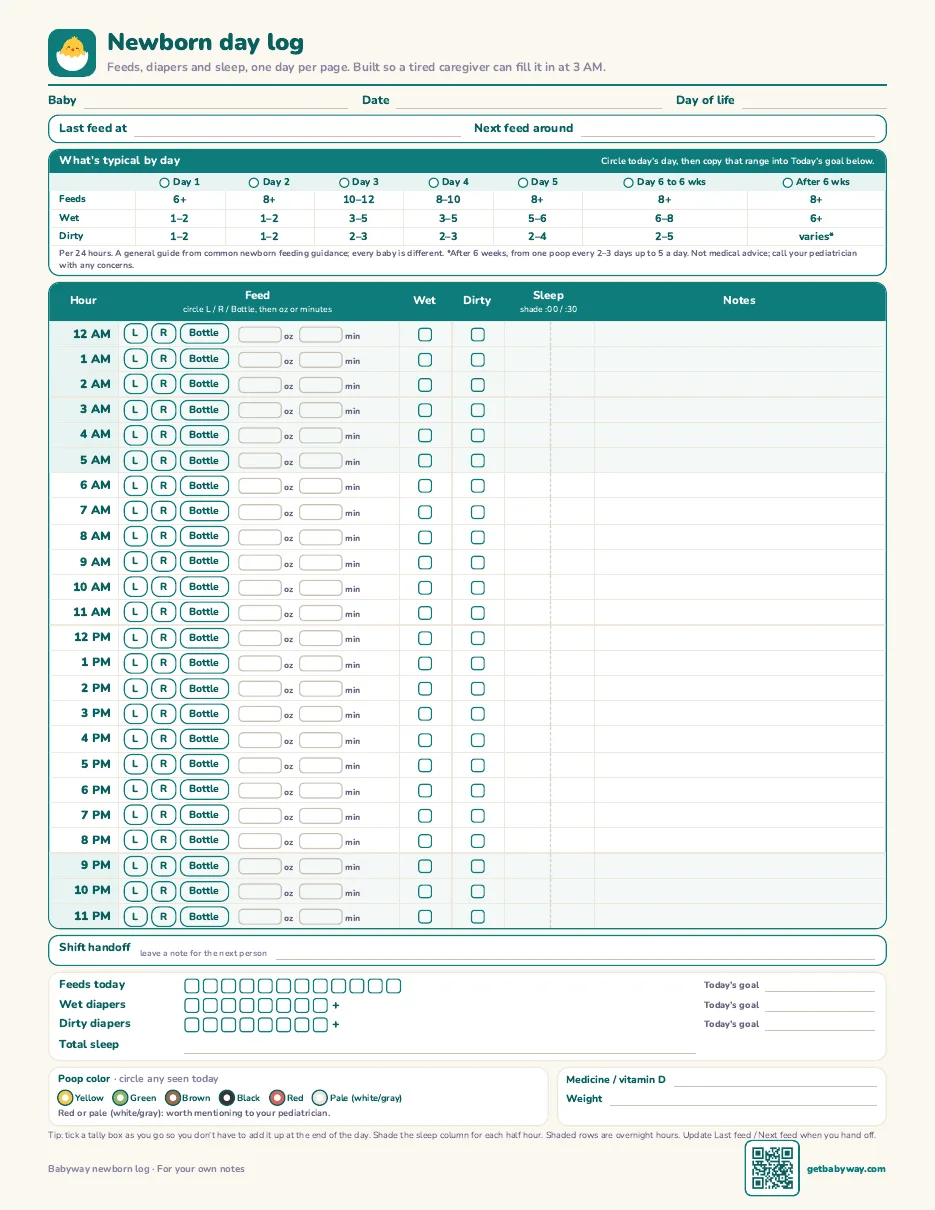 Newborn day log
Feeds, diapers and sleep, one day per page. Built so a tired caregiver can fill it in at 3 AM.
Baby Date Day of life
Last feed at Next feed around
What's typical by day Circle today's day, then copy that range into Today's goal below.
Day 1 Day 2 Day 3 Day 4 Day 5 Day 6 to 6 wks After 6 wks
Feeds 6+ 8+ 10–12 8–10 8+ 8+ 8+
Wet 1–2 1–2 3–5 3–5 5–6 6–8 6+
Dirty 1–2 1–2 2–3 2–3 2–4 2–5 varies*
Per 24 hours. A general guide from common newborn feeding guidance; every baby is different. *After 6 weeks, from one poop every 2–3 days up to 5 a day. Not medical advice; call your pediatrician
with any concerns.
Hour Feed Wet Dirty Sleep Notes
circle L / R / Bottle, then oz or minutes shade :00 / :30
12 AM L R Bottle oz min
1 AM L R Bottle oz min
2 AM L R Bottle oz min
3 AM L R Bottle oz min
4 AM L R Bottle oz min
5 AM L R Bottle oz min
6 AM L R Bottle oz min
7 AM L R Bottle oz min
8 AM L R Bottle oz min
9 AM L R Bottle oz min
10 AM L R Bottle oz min
11 AM L R Bottle oz min
12 PM L R Bottle oz min
1 PM L R Bottle oz min
2 PM L R Bottle oz min
3 PM L R Bottle oz min
4 PM L R Bottle oz min
5 PM L R Bottle oz min
6 PM L R Bottle oz min
7 PM L R Bottle oz min
8 PM L R Bottle oz min
9 PM L R Bottle oz min
10 PM L R Bottle oz min
11 PM L R Bottle oz min
Shift handoff leave a note for the next person
Feeds today Today's goal
Wet diapers + Today's goal
Dirty diapers + Today's goal
Total sleep
Poop color · circle any seen today
Yellow Green Brown Black Red Pale (white/gray)
Red or pale (white/gray): worth mentioning to your pediatrician.
Medicine / vitamin D
Weight
Tip: tick a tally box as you go so you don't have to add it up at the end of the day. Shade the sleep column for each half hour. Shaded rows are overnight hours. Update Last feed / Next feed when you hand off.
Babyway newborn log · For your own notes getbabyway.com